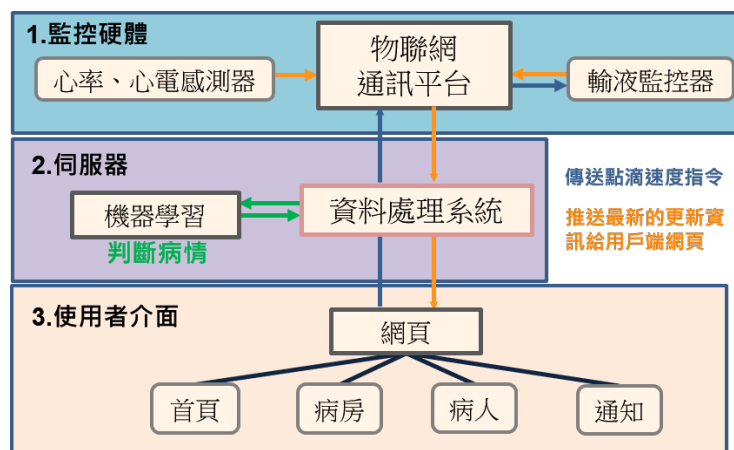 1.監控硬體
心率、心電感測器
物聯網
通訊平台
輸液監控器
2.伺服器
機器學習
判斷病情
資料處理系統
傳送點滴速度指令
推送最新的更新資
訊給用戶端網頁
3.使用者介面
網頁
首頁
病房
病人
通知